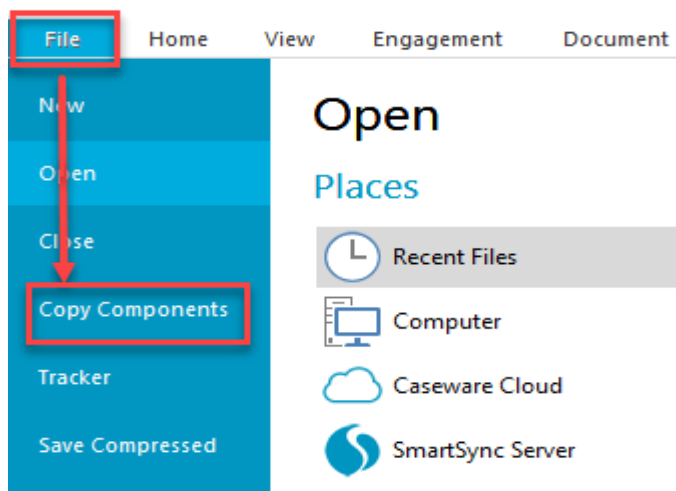 File Home View Engagement Document
New
Open
Close
Copy Components
Tracker
Save Compressed
Open
Places
Recent Files
Computer
Caseware Cloud
SmartSync Server